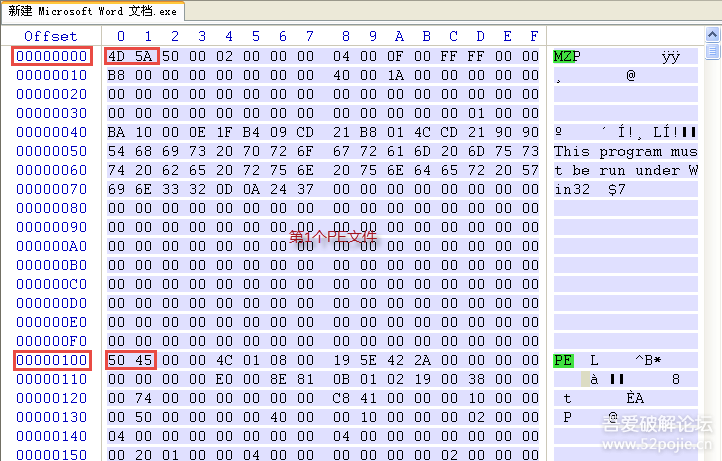 新建 Microsoft Word 文档.exe
Offset 0 1 2 3 4 5 6 7 8 9 A B C D E F
00000000 4D 5A 50 00 02 00 00 00 04 00 0F 00 FF FF 00 00 MZP ÿÿ
00000010 B8 00 00 00 00 00 00 00 40 00 1A 00 00 00 00 00 ¸ @
00000020 00 00 00 00 00 00 00 00 00 00 00 00 00 00 00 00
00000030 00 00 00 00 00 00 00 00 00 00 00 00 00 01 00 00
00000040 BA 10 00 0E 1F B4 09 CD 21 B8 01 4C CD 21 90 90 º ´ Í!¸ LÍ!
00000050 54 68 69 73 20 70 72 6F 67 72 61 6D 20 6D 75 73 This program mus
00000060 74 20 62 65 20 72 75 6E 20 75 6E 64 65 72 20 57 t be run under W
00000070 69 6E 33 32 0D 0A 24 37 00 00 00 00 00 00 00 00 in32 $7
00000080 00 00 00 00 00 00 00 00 00 00 00 00 00 00 00 00
00000090 00 00 00 00 00 00 00 00 00 00 00 00 00 00 00 00
第1个PE文件
000000A0 00 00 00 00 00 00 00 00 00 00 00 00 00 00 00 00
000000B0 00 00 00 00 00 00 00 00 00 00 00 00 00 00 00 00
000000C0 00 00 00 00 00 00 00 00 00 00 00 00 00 00 00 00
000000D0 00 00 00 00 00 00 00 00 00 00 00 00 00 00 00 00
000000E0 00 00 00 00 00 00 00 00 00 00 00 00 00 00 00 00
000000F0 00 00 00 00 00 00 00 00 00 00 00 00 00 00 00 00
00000100 50 45 00 00 4C 01 08 00 19 5E 42 2A 00 00 00 00 PE L ^B*
00000110 00 00 00 00 E0 00 8E 81 0B 01 02 19 00 38 00 00 à 8
00000120 00 74 00 00 00 00 00 00 C8 41 00 00 00 10 00 00 t ÈA
00000130 00 50 00 00 00 00 40 00 00 10 00 00 00 02 00 00 P @
00000140 04 00 00 00 00 00 00 00 04 00 00 00 00 00 00 00
00000150 00 20 01 00 00 04 00 00 00 00 00 00 02 00 00 00
吾爱破解论坛
www.52pojie.cn